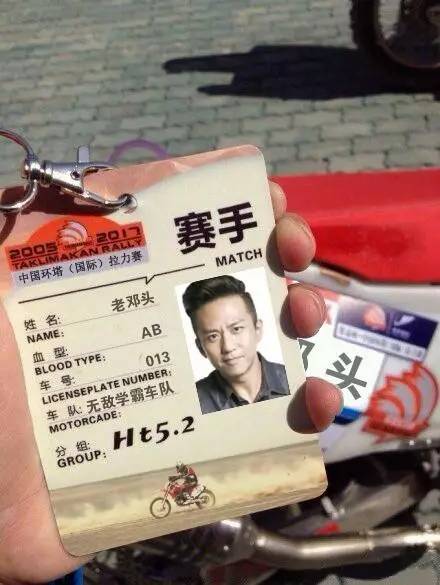 2005 2017
TAKLIMAKAN RALLY
中国环塔（国际）拉力赛
赛手
MATCH
姓 名: 老邓头
NAME:
血 型: AB
BLOOD TYPE:
车 号: 013
LICENSEPLATE NUMBER:
车 队: 无敌学霸车队
MOTORCADE:
分 组: Ht5.2
GROUP:
头